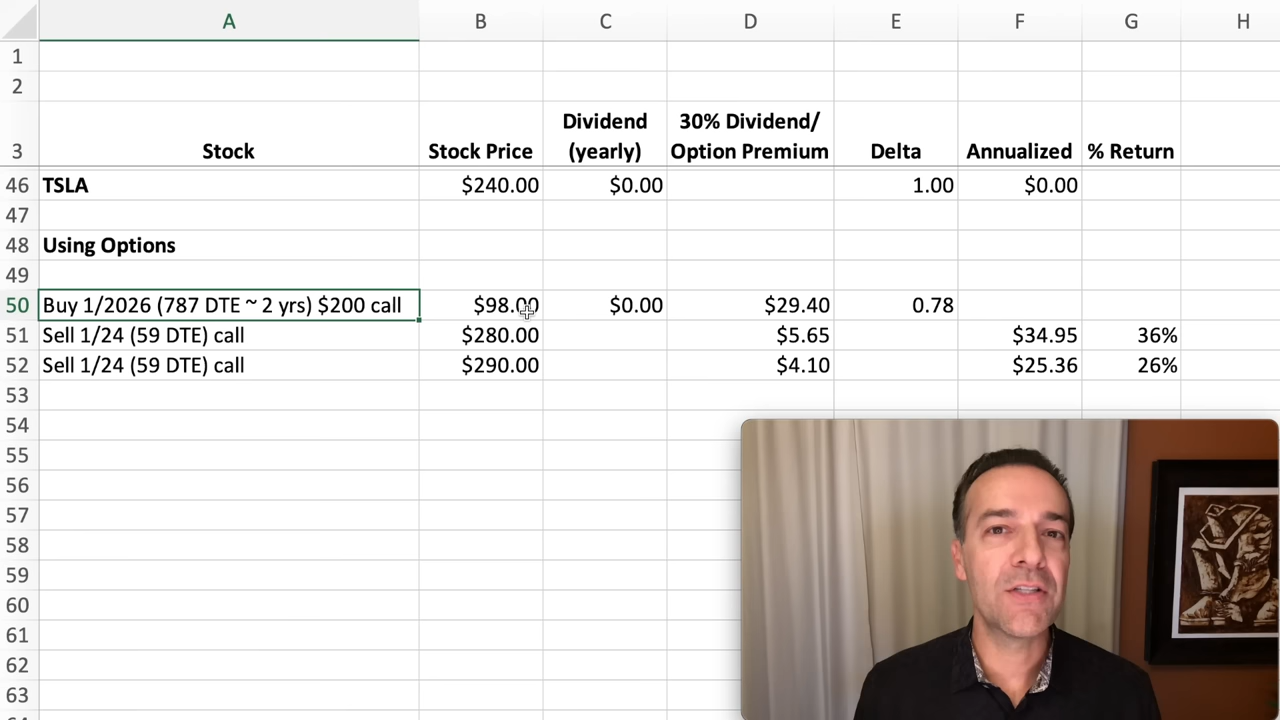 A B C D E F G H
1
2
Dividend 30% Dividend/
3 Stock Stock Price (yearly) Option Premium Delta Annualized % Return
46 TSLA $240.00 $0.00 1.00 $0.00
47
48 Using Options
49
50 Buy 1/2026 (787 DTE ~ 2 yrs) $200 call $98.00 $0.00 $29.40 0.78
51 Sell 1/24 (59 DTE) call $280.00 $5.65 $34.95 36%
52 Sell 1/24 (59 DTE) call $290.00 $4.10 $25.36 26%
53
54
55
56
57
58
59
60
61
62
63